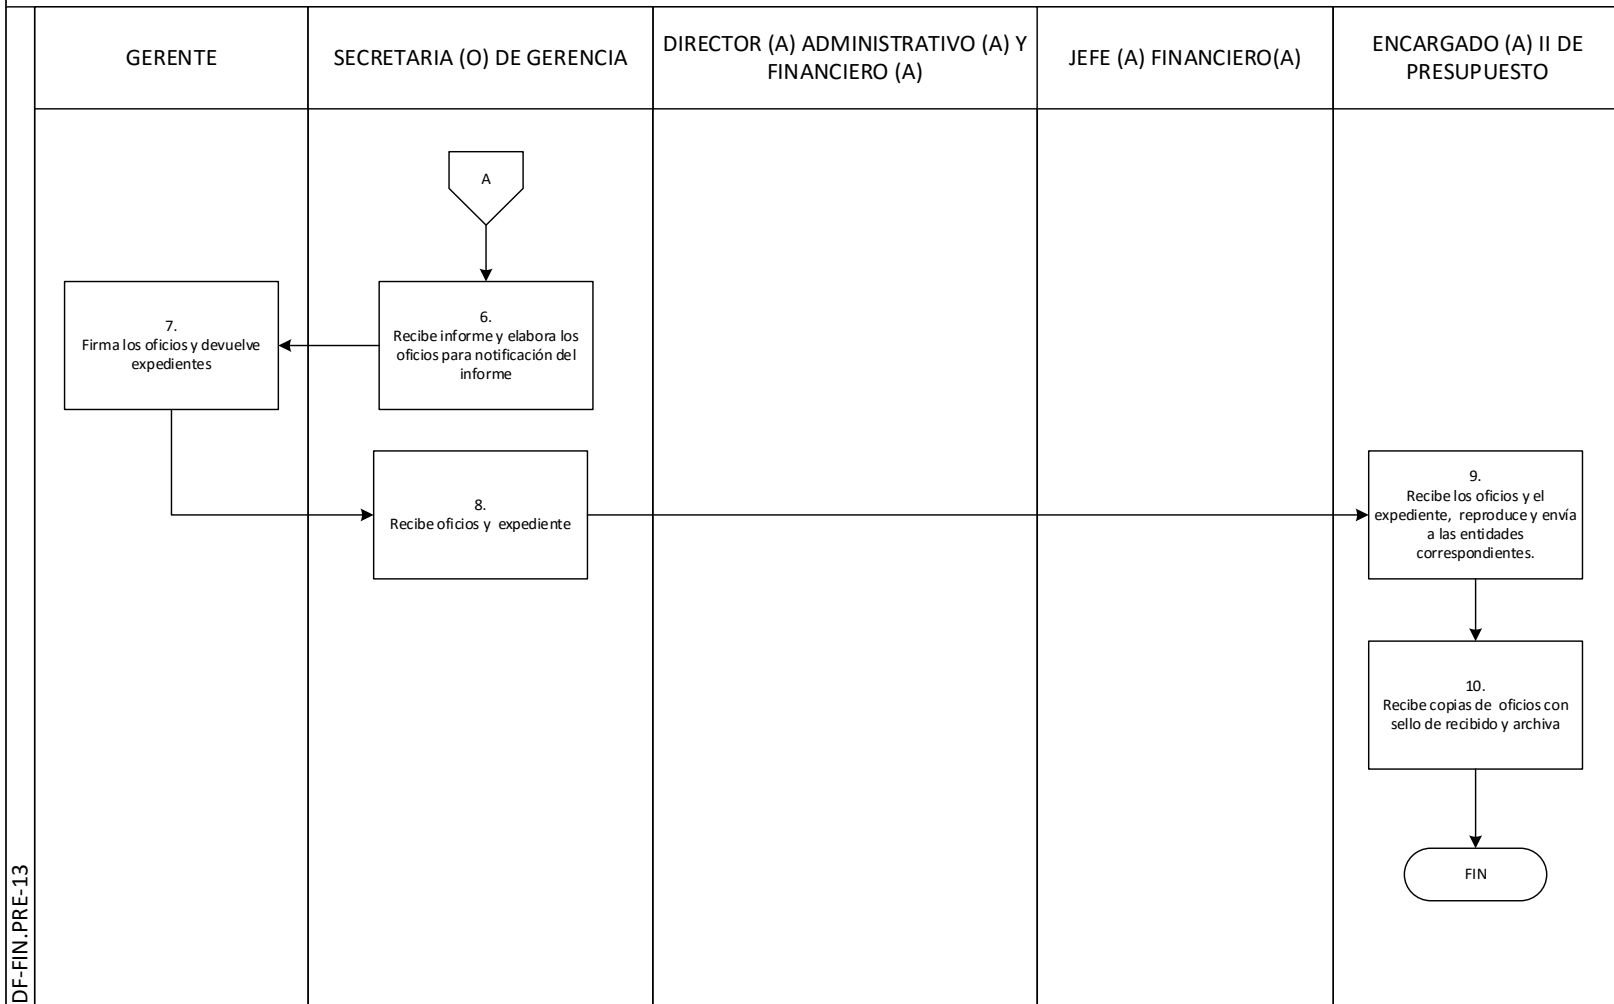 GERENTE
SECRETARIA (O) DE GERENCIA
DIRECTOR (A) ADMINISTRATIVO (A) Y
FINANCIERO (A)
JEFE (A) FINANCIERO(A)
ENCARGADO (A) II DE
PRESUPUESTO
A
6.
Recibe informe y elabora los
oficios para notificación del
informe
7.
Firma los oficios y devuelve
expedientes
8.
Recibe oficios y expediente
9.
Recibe los oficios y el
expediente, reproduce y envía
a las entidades
correspondientes.
10.
Recibe copias de oficios con
sello de recibido y archiva
FIN
DF-FIN.PRE-13